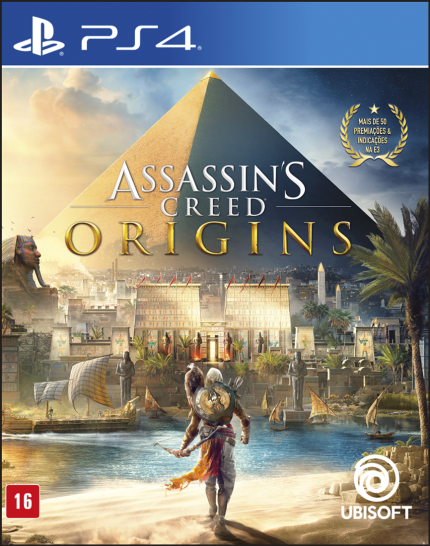 PS4
MAIS DE 50
PREMIAÇÕES &
INDICAÇÕES
NA E3
ASSASSIN'S
CREED
ORIGINS
16
UBISOFT